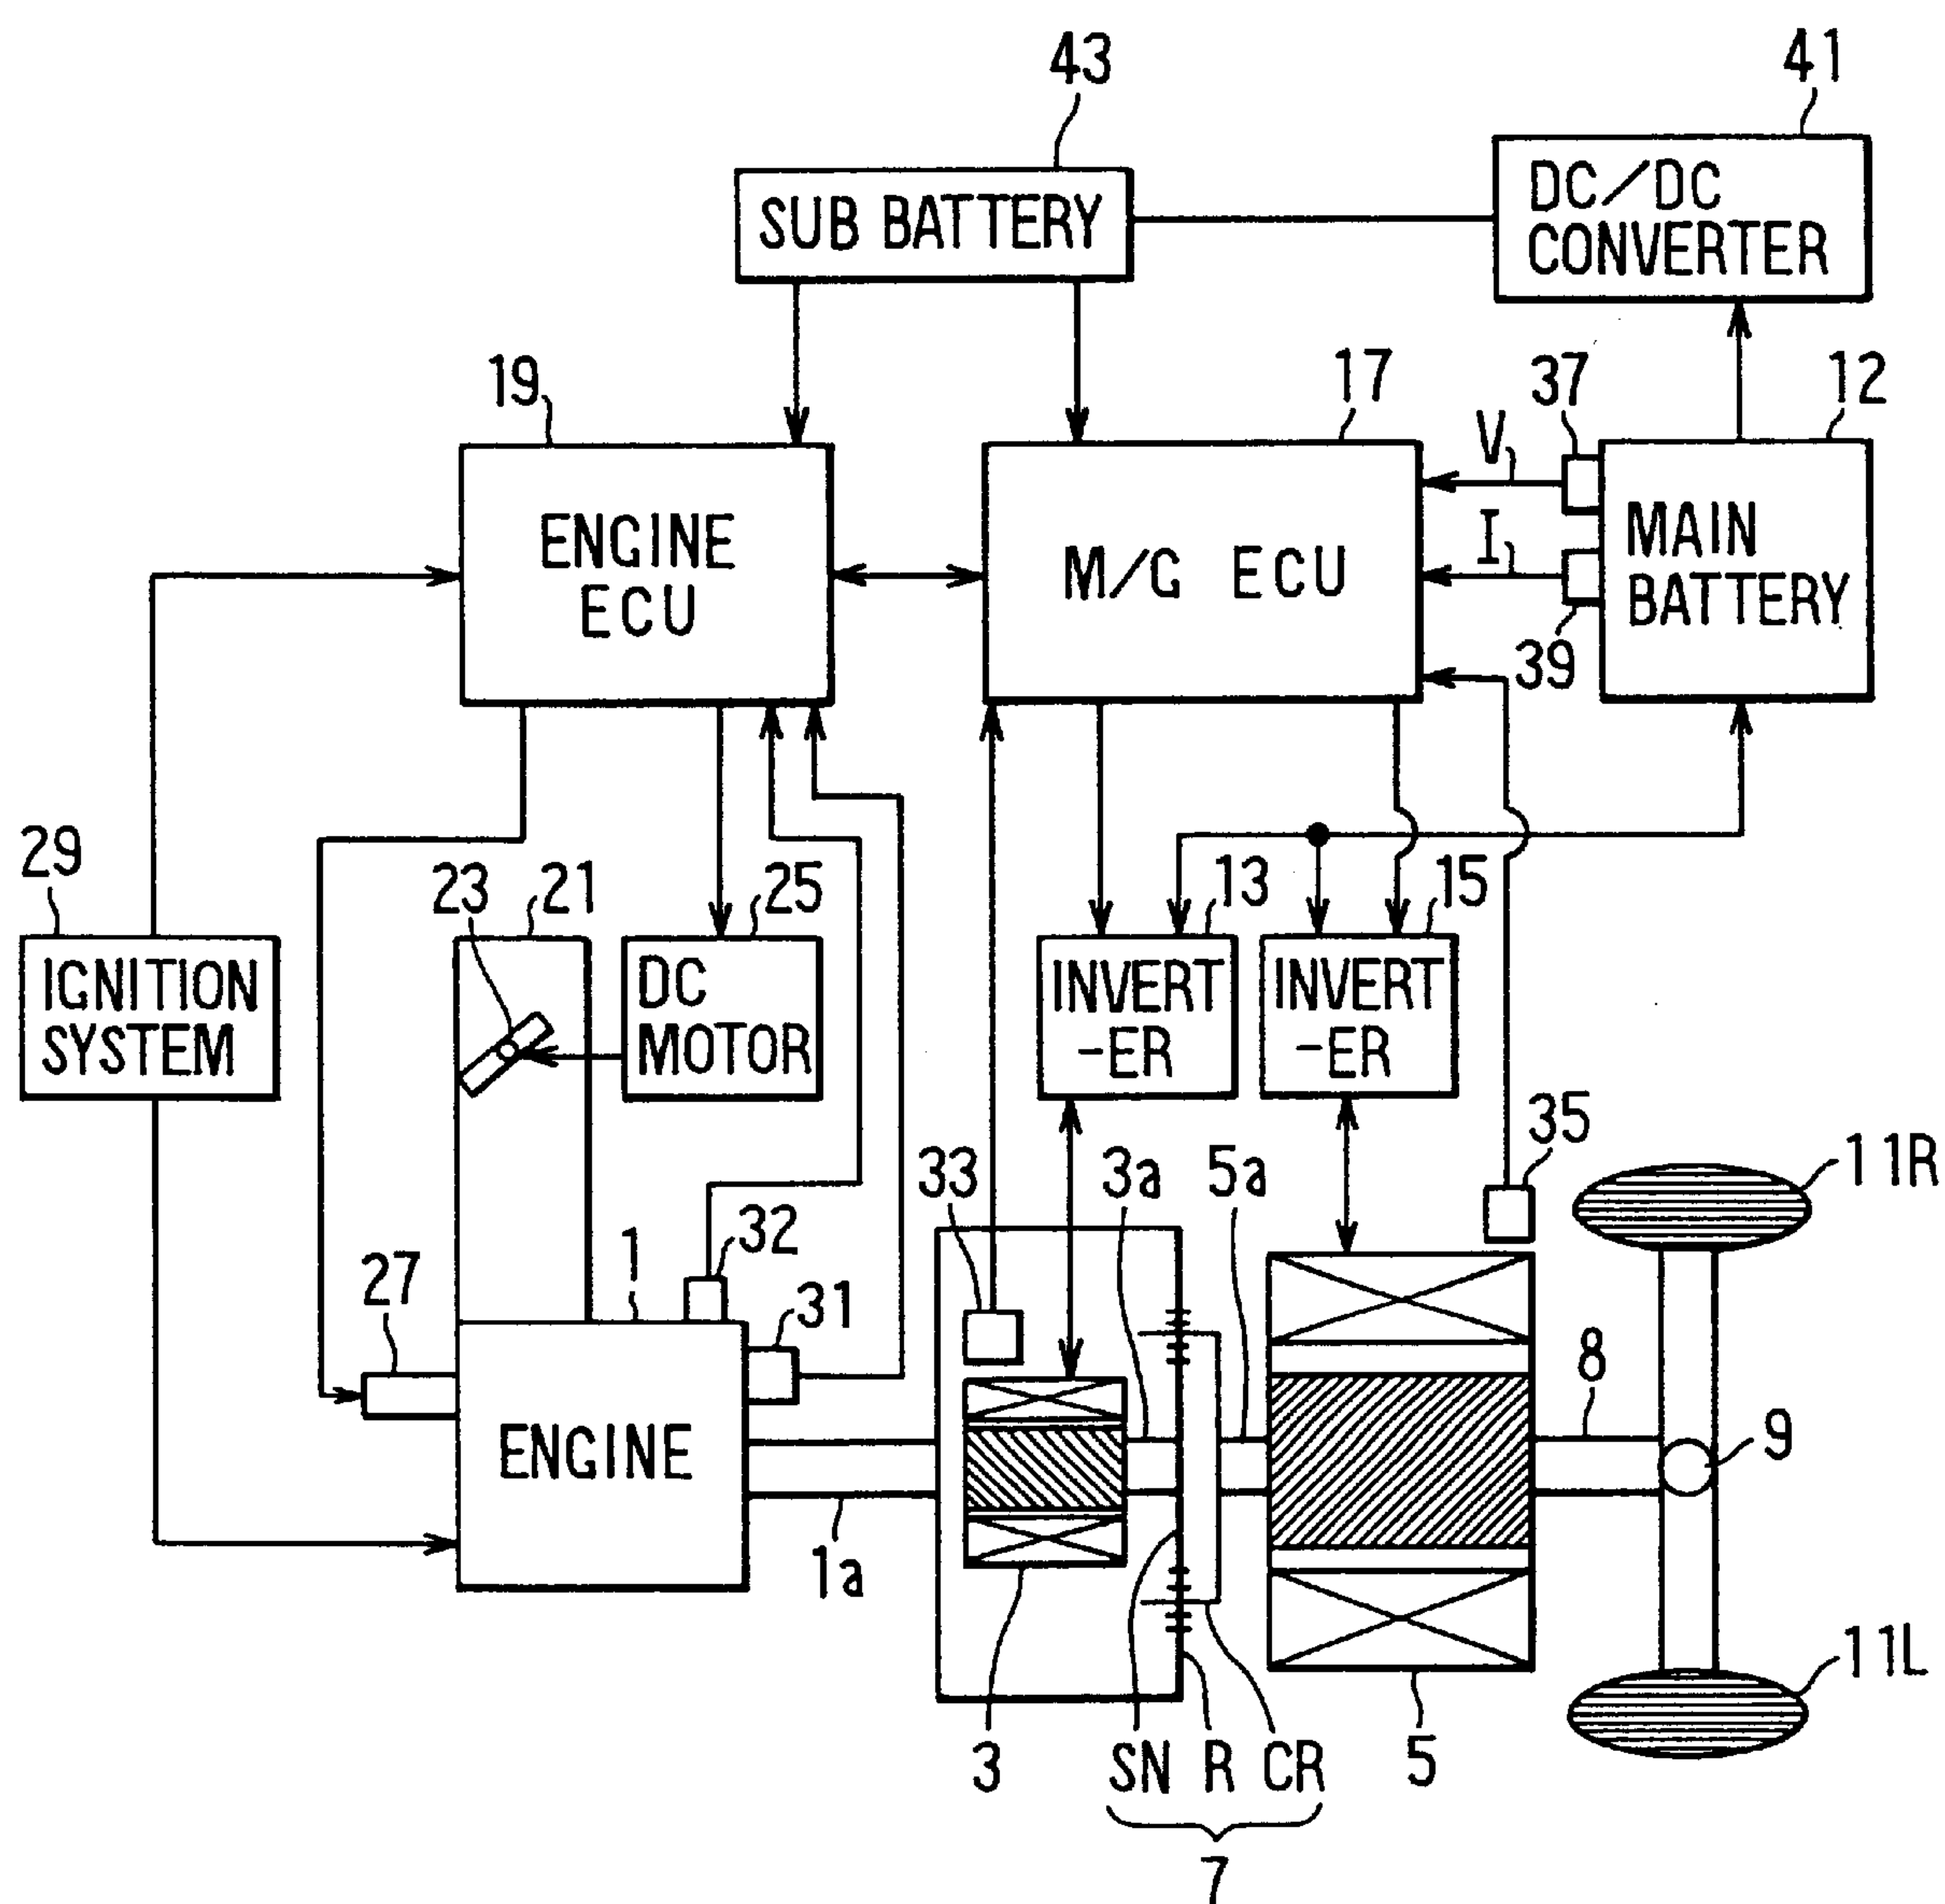 43
41
SUB BATTERY
DC/DC
CONVERTER
19
17
37
12
V
I
ENGINE
ECU
M/G ECU
MAIN
BATTERY
39
29
23
21
25
13
15
IGNITION
SYSTEM
DC
MOTOR
INVERT
-ER
INVERT
-ER
35
33
3a
5a
11R
32
1
27
31
8
9
ENGINE
1a
11L
3
SN
R
CR
5
7